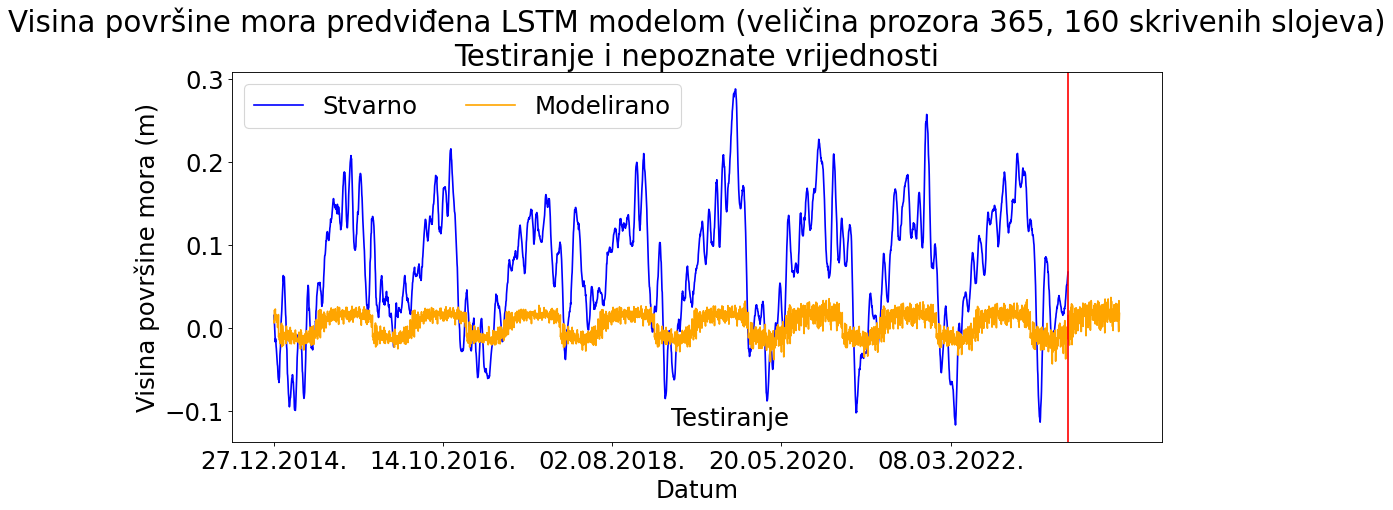 Visina površine mora predviđena LSTM modelom (veličina prozora 365, 160 skrivenih slojeva)
Testiranje i nepoznate vrijednosti
Stvarno
Modelirano
Visina površine mora (m)
0.3
0.2
0.1
0.0
−0.1
Testiranje
27.12.2014.
14.10.2016.
02.08.2018.
20.05.2020.
08.03.2022.
Datum